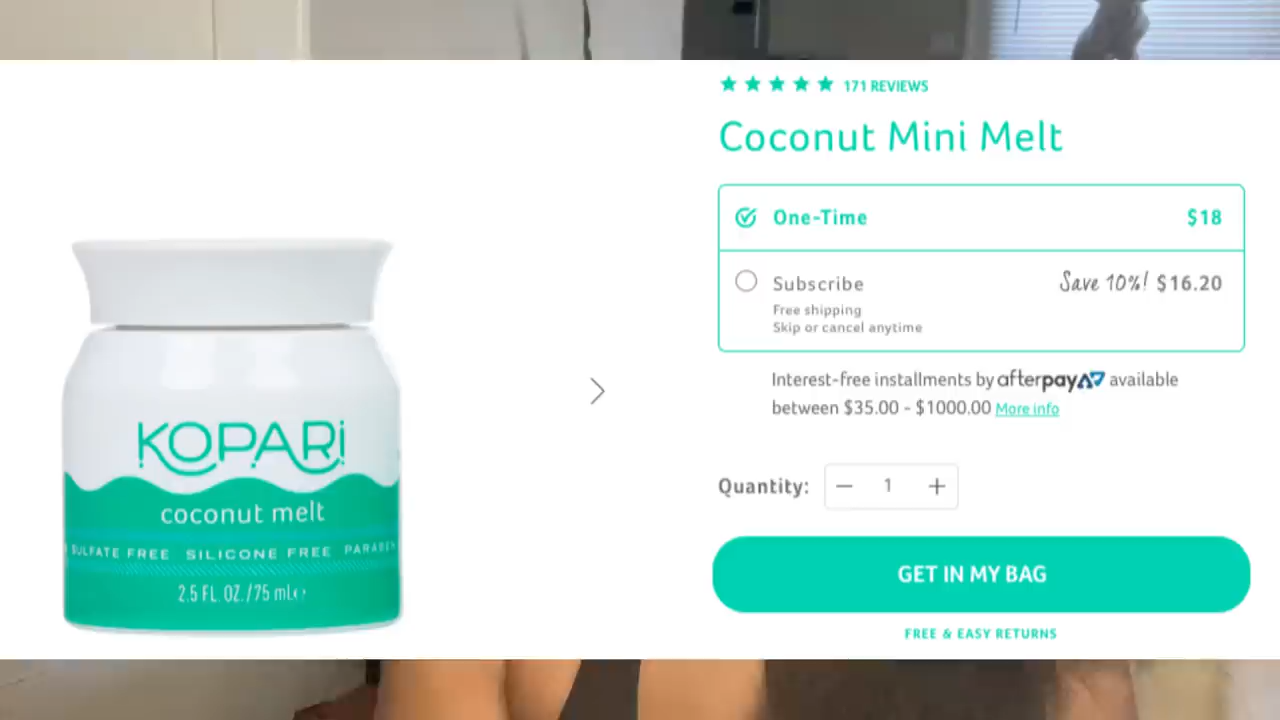 171 REVIEWS
Coconut Mini Melt
One-Time $18
Subscribe Save 10%! $16.20
Free shipping
Skip or cancel anytime
Interest-free installments by afterpay available
between $35.00 - $1000.00 More info
Quantity: 1
GET IN MY BAG
FREE & EASY RETURNS
KOPARI
coconut melt
SULFATE FREE SILICONE FREE PARABEN
2.5 FL. OZ./75 mL